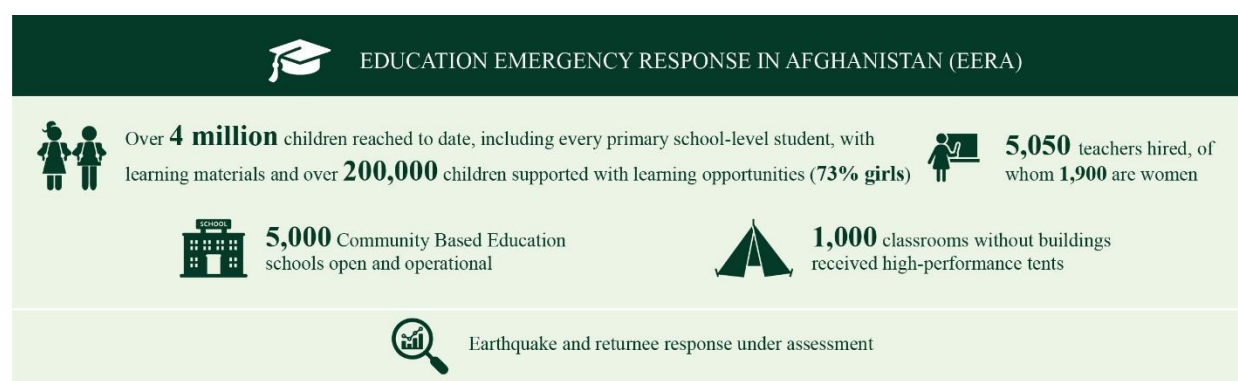 EDUCATION EMERGENCY RESPONSE IN AFGHANISTAN (EERA)
Over 4 million children reached to date, including every primary school-level student, with
learning materials and over 200,000 children supported with learning opportunities (73% girls)
5,050 teachers hired, of
whom 1,900 are women
SCHOOL
5,000 Community Based Education
schools open and operational
1,000 classrooms without buildings
received high-performance tents
Earthquake and returnee response under assessment